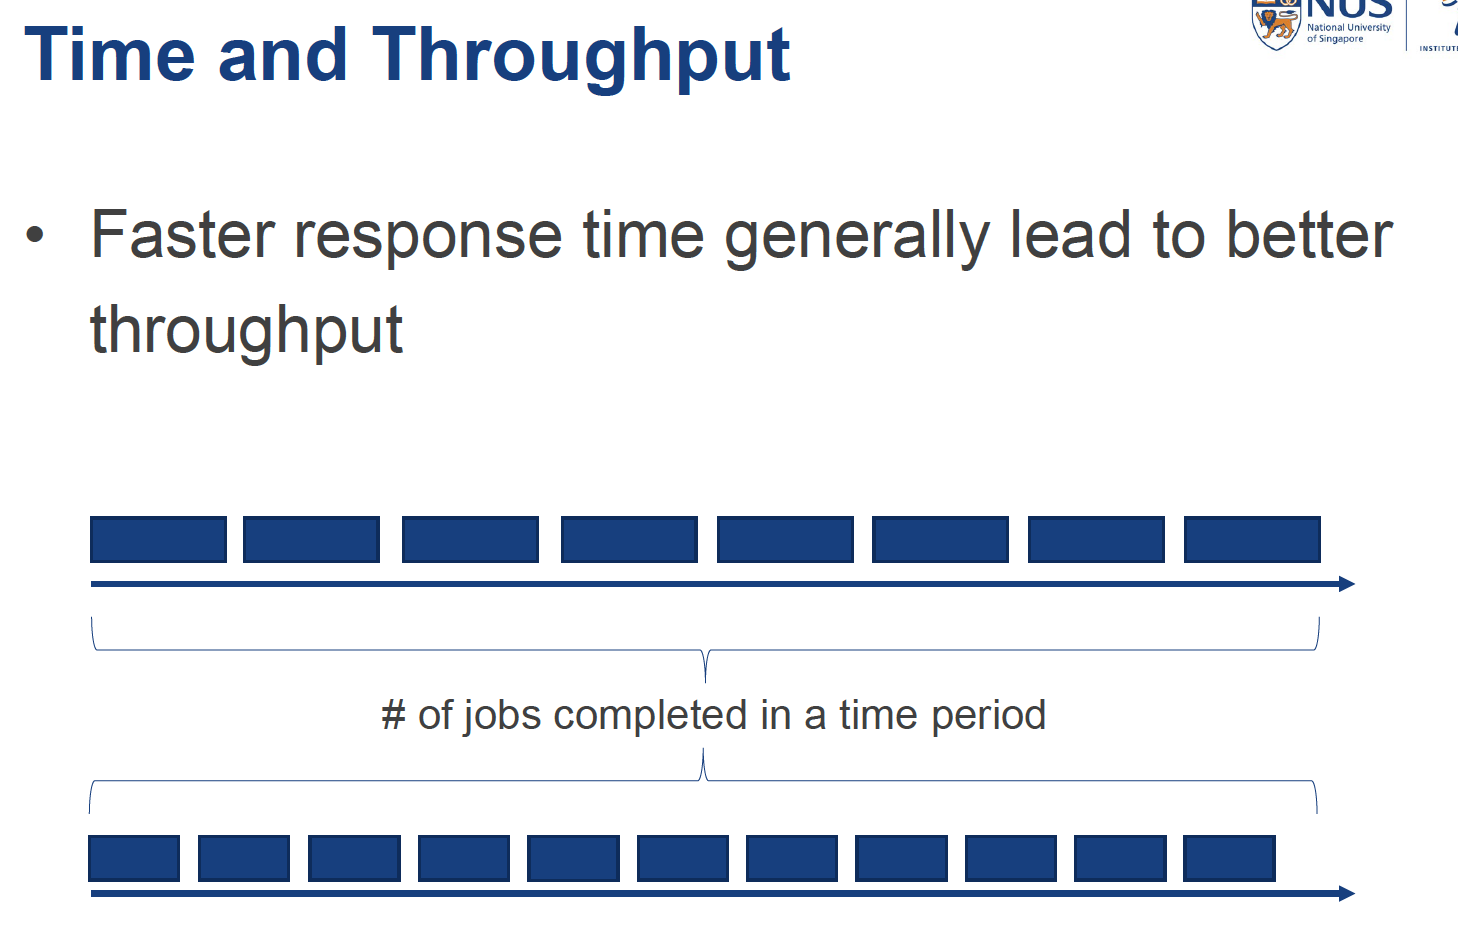 Time and Throughput
NUS
National University
of Singapore
• Faster response time generally lead to better
throughput
# of jobs completed in a time period